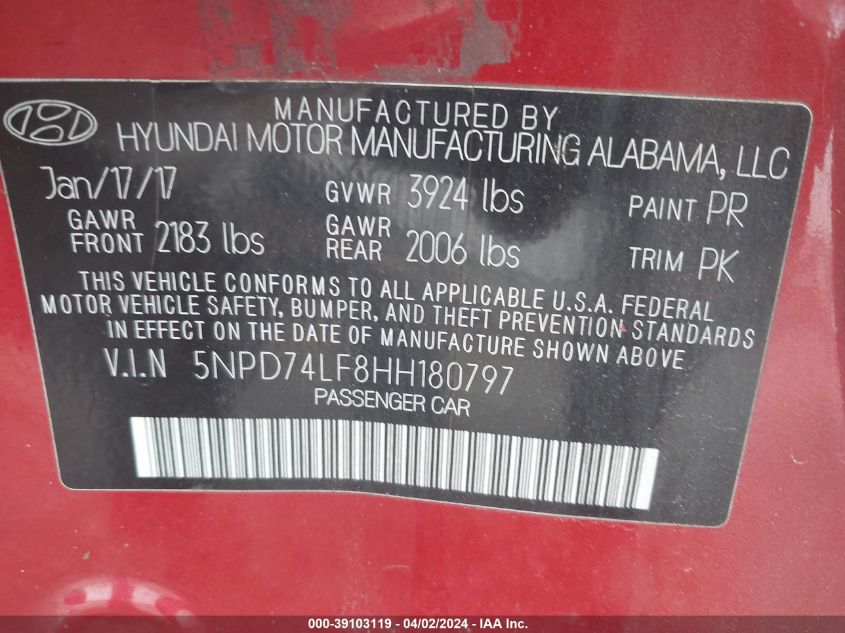 MANUFACTURED BY
HYUNDAI MOTOR MANUFACTURING ALABAMA, LLC
Jan/17/17 GVWR 3924 lbs PAINT PR
GAWR FRONT 2183 lbs GAWR REAR 2006 lbs TRIM PK
THIS VEHICLE CONFORMS TO ALL APPLICABLE U.S.A. FEDERAL
MOTOR VEHICLE SAFETY, BUMPER, AND THEFT PREVENTION STANDARDS
IN EFFECT ON THE DATE OF MANUFACTURE SHOWN ABOVE
V.I.N 5NPD74LF8HH180797
PASSENGER CAR
000-39103119 - 04/02/2024 - IAA Inc.